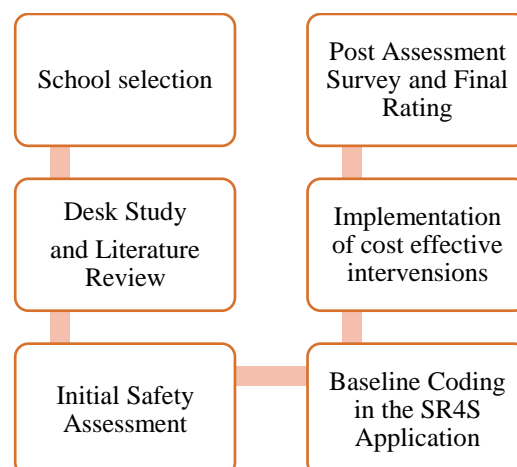 School selection
Desk Study
and Literature
Review
Initial Safety
Assessment
Baseline Coding
in the SR4S
Application
Implementation
of cost effective
intervensions
Post Assessment
Survey and Final
Rating